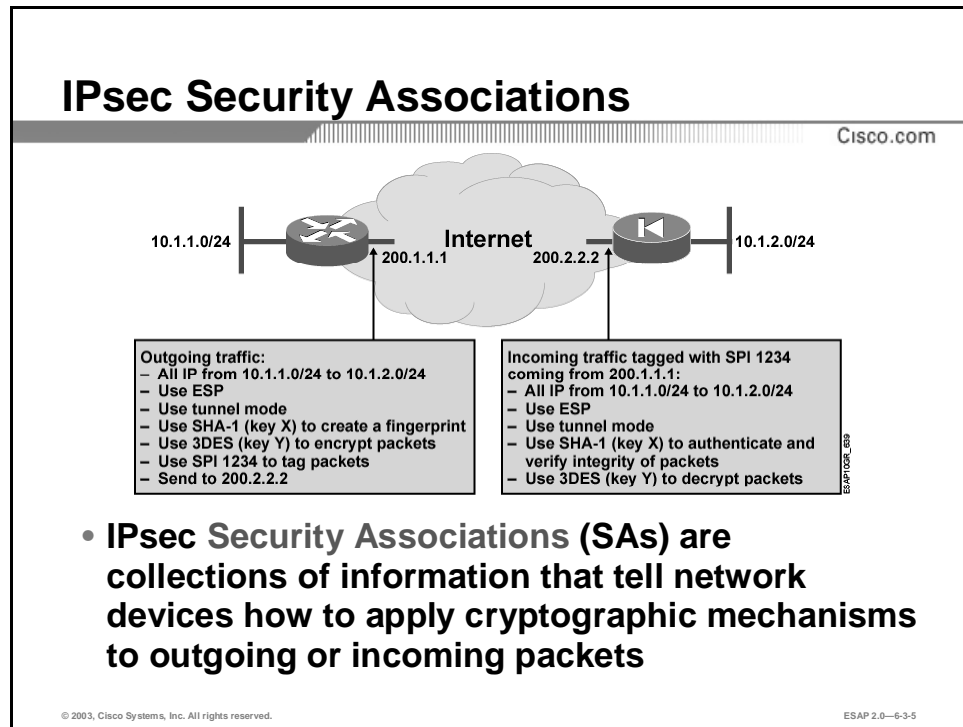 IPsec Security Associations
Cisco.com
10.1.1.0/24
Internet
200.1.1.1
200.2.2.2
10.1.2.0/24
Outgoing traffic:
– All IP from 10.1.1.0/24 to 10.1.2.0/24
– Use ESP
– Use tunnel mode
– Use SHA-1 (key X) to create a fingerprint
– Use 3DES (key Y) to encrypt packets
– Use SPI 1234 to tag packets
– Send to 200.2.2.2
Incoming traffic tagged with SPI 1234
coming from 200.1.1.1:
– All IP from 10.1.1.0/24 to 10.1.2.0/24
– Use ESP
– Use tunnel mode
– Use SHA-1 (key X) to authenticate and
verify integrity of packets
– Use 3DES (key Y) to decrypt packets
ESAP10GR_639
• IPsec Security Associations (SAs) are
collections of information that tell network
devices how to apply cryptographic mechanisms
to outgoing or incoming packets
© 2003, Cisco Systems, Inc. All rights reserved.
ESAP 2.0—6-3-5